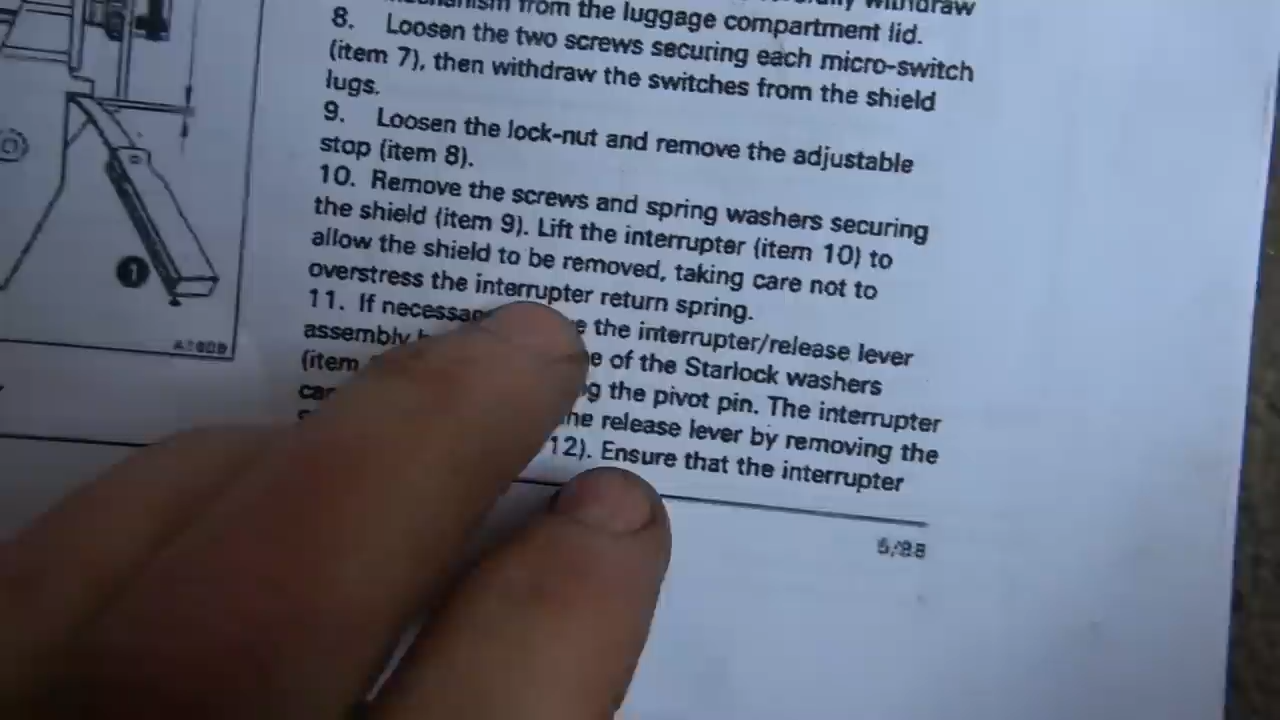 withdraw
from the luggage compartment lid.
8. Loosen the two screws securing each micro-switch
(item 7), then withdraw the switches from the shield
lugs.
9. Loosen the lock-nut and remove the adjustable
stop (item 8).
10. Remove the screws and spring washers securing
the shield (item 9). Lift the interrupter (item 10) to
allow the shield to be removed, taking care not to
overstress the interrupter return spring.
11. If the interrupter/release lever
assembly of the Starlock washers
(item the pivot pin. The interrupter
release lever by removing the
12). Ensure that the interrupter
1